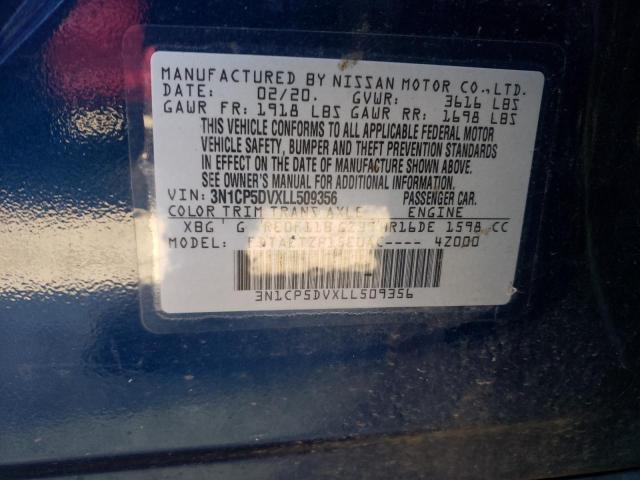 MANUFACTURED BY NISSAN MOTOR CO., LTD.
DATE: 02/20. GVWR: 3616 LBS
GAWR FR: 1918 LBS GAWR RR: 1698 LBS
THIS VEHICLE CONFORMS TO ALL APPLICABLE FEDERAL MOTOR
VEHICLE SAFETY, BUMPER AND THEFT PREVENTION STANDARDS
IN EFFECT ON THE DATE OF MANUFACTURE SHOWN ABOVE.
SEE OWNER'S MANUAL FOR ADDITIONAL INFORMATION.
VIN: 3N1CP5DVXLL509356 PASSENGER CAR.
COLOR TRIM TRANS AXLE ENGINE
XBG G 1598 CC
MODEL: 4Z000
3N1CP5DVXLL509356